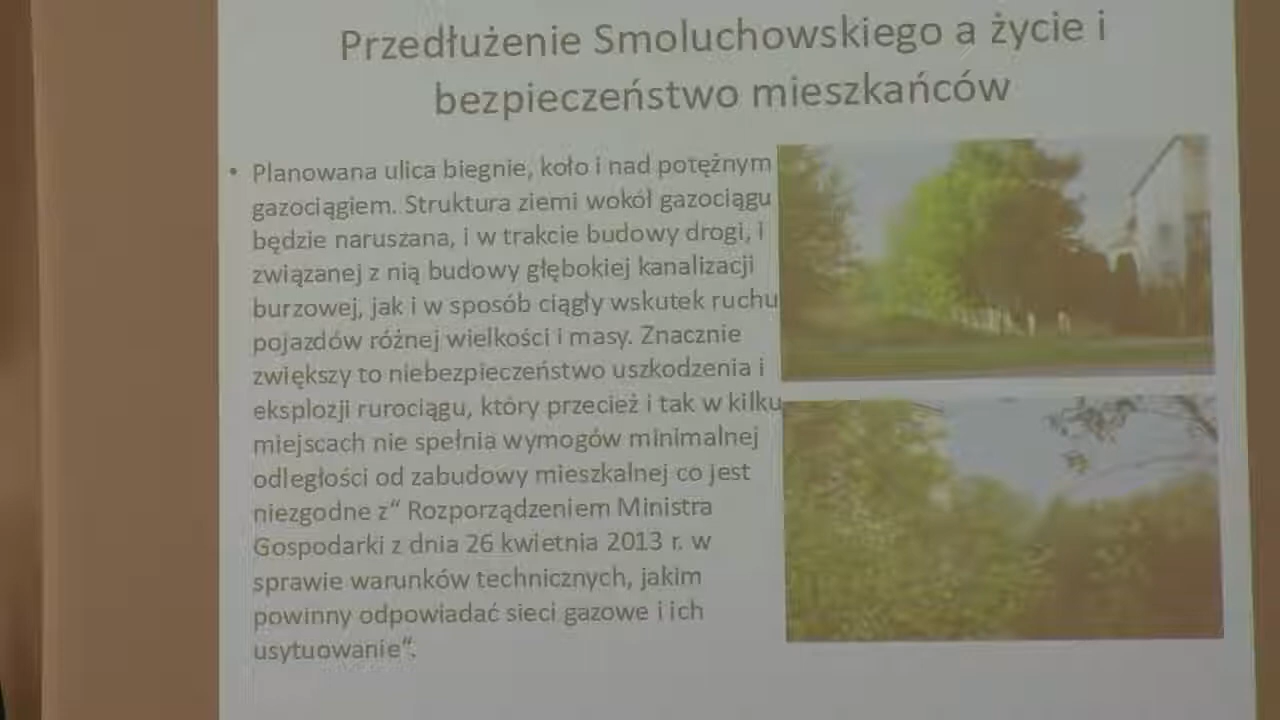 Przedłużenie Smoluchowskiego a życie i
bezpieczeństwo mieszkańców
• Planowana ulica biegnie, koło i nad potężnym
gazociągiem. Struktura ziemi wokół gazociągu
będzie naruszana, i w trakcie budowy drogi, i
związanej z nią budowy głębokiej kanalizacji
burzowej, jak i w sposób ciągły wskutek ruchu
pojazdów różnej wielkości i masy. Znacznie
zwiększy to niebezpieczeństwo uszkodzenia i
eksplozji rurociągu, który przecież i tak w kilku
miejscach nie spełnia wymogów minimalnej
odległości od zabudowy mieszkalnej co jest
niezgodne z“ Rozporządzeniem Ministra
Gospodarki z dnia 26 kwietnia 2013 r. w
sprawie warunków technicznych, jakim
powinny odpowiadać sieci gazowe i ich
usytuowanie“.